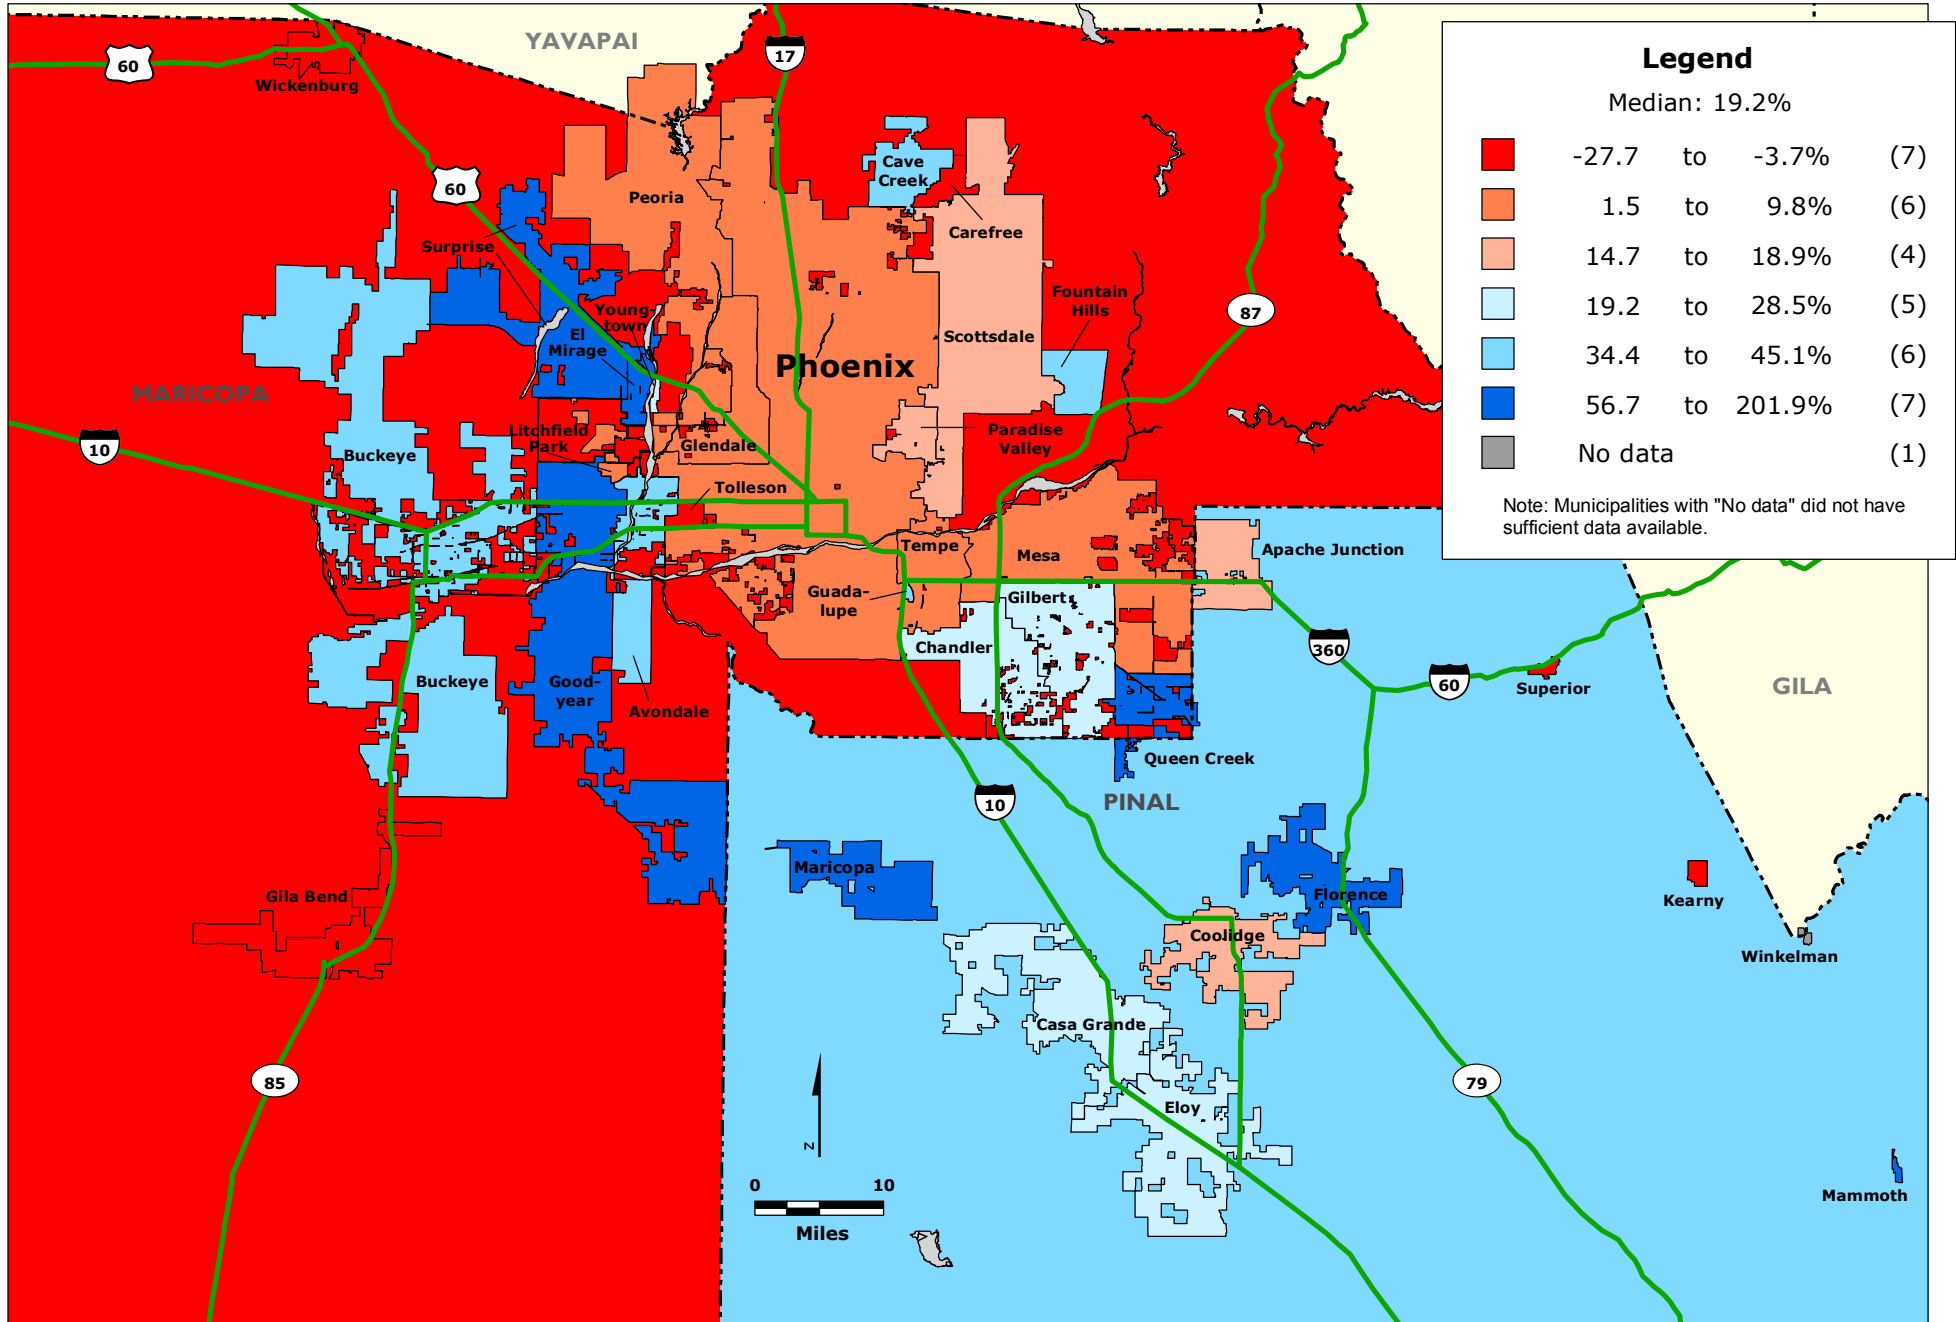 YAVAPAI
17
60
Wickenburg
60
Cave
Creek
Peoria
Surprise
Carefree
Fountain
Hills
87
Young-
town
El
Mirage
Scottsdale
Phoenix
MARICOPA
Litchfield
Park
Paradise
Valley
10
Glendale
Buckeye
Tolleson
Tempe
Mesa
Apache Junction
Guada-
lupe
Gilbert
Chandler
360
60
Superior
GILA
Buckeye
Good-
year
Avondale
Queen Creek
10
PINAL
Maricopa
Florence
Gila Bend
Kearny
Coolidge
Winkelman
Casa Grande
85
79
Eloy
N
0 10
Miles
Mammoth
Legend
Median: 19.2%
-27.7 to -3.7% (7)
1.5 to 9.8% (6)
14.7 to 18.9% (4)
19.2 to 28.5% (5)
34.4 to 45.1% (6)
56.7 to 201.9% (7)
No data (1)
Note: Municipalities with "No data" did not have
sufficient data available.